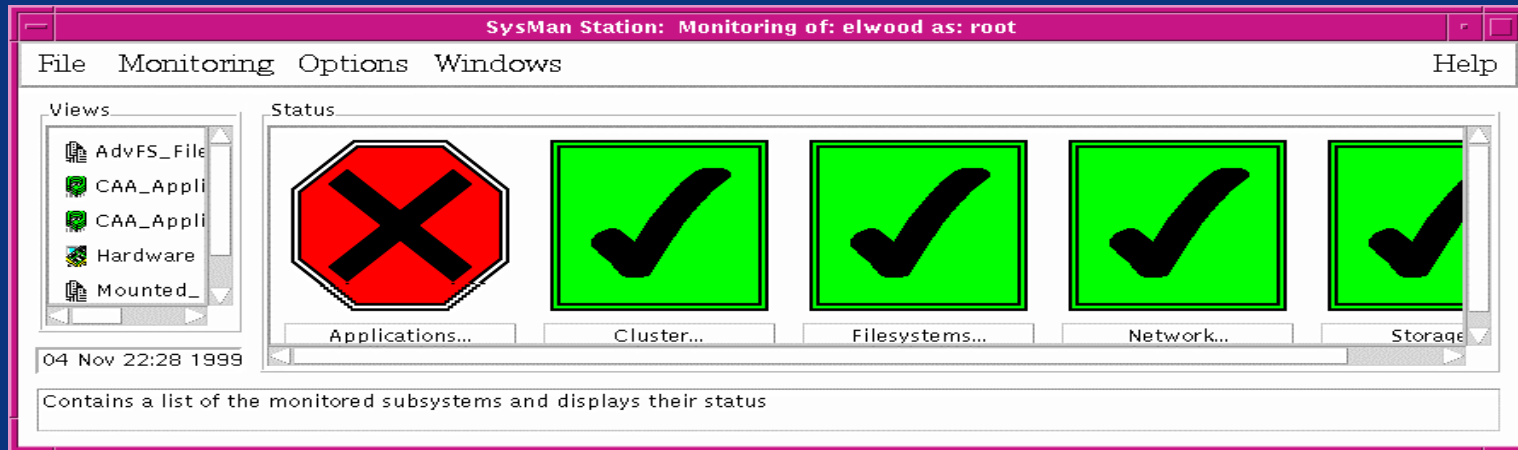 SysMan Station: Monitoring of: elwood as: root
File Monitoring Options Windows Help
Views
AdvFS_File
CAA_Appli
CAA_Appli
Hardware
Mounted_
04 Nov 22:28 1999
Status
Applications...
Cluster...
Filesystems...
Network...
Storage
Contains a list of the monitored subsystems and displays their status